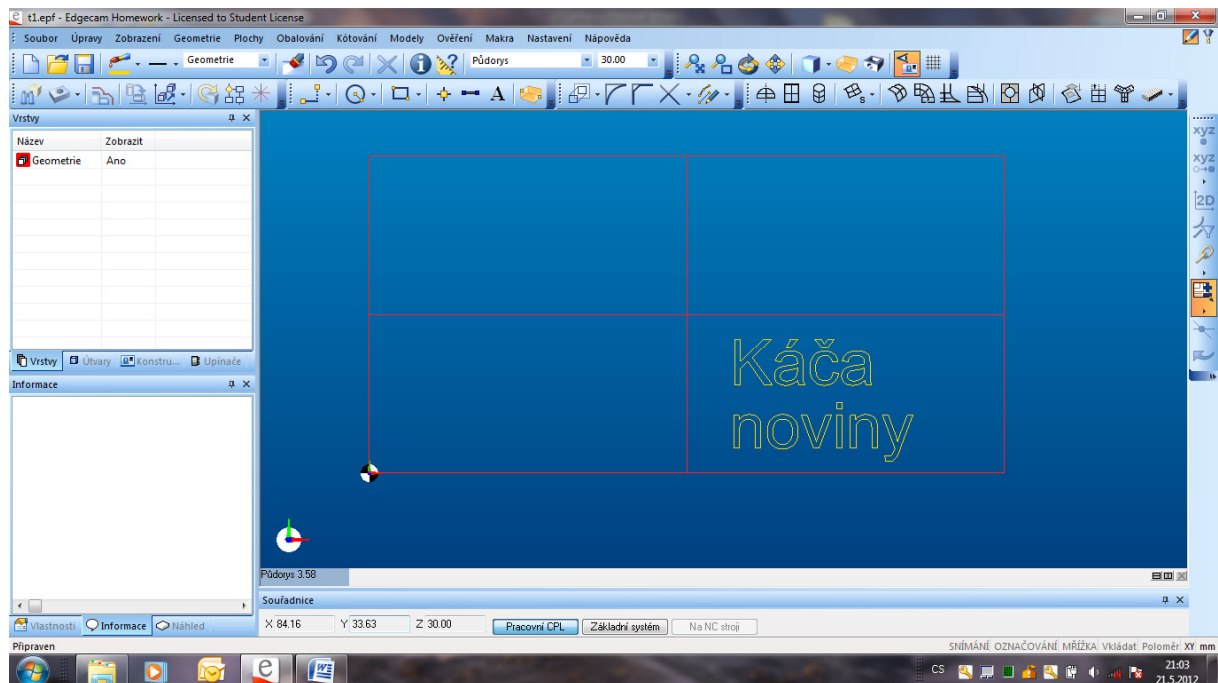 t1.epf - Edgecam Homework - Licensed to Student License
Soubor Úpravy Zobrazení Geometrie Plochy Obalování Kótování Modely Ověření Makra Nastavení Nápověda
Geometrie Půdorys 30.00
A
Vrstvy
Název Zobrazit
Geometrie Ano
xyz
xyz
2D
Káča
noviny
Vrstvy Útvary Konstru... Upínače
Informace
Půdorys 3.58
Souřadnice
Vlastnosti Informace Náhled X 84.16 Y 33.63 Z 30.00 Pracovní CPL Základní systém Na NC stroji
Připraven SNÍMÁNÍ OZNAČOVÁNÍ MŘÍŽKA Vkládat Poloměr XY mm
CS 21:03
21.5.2012